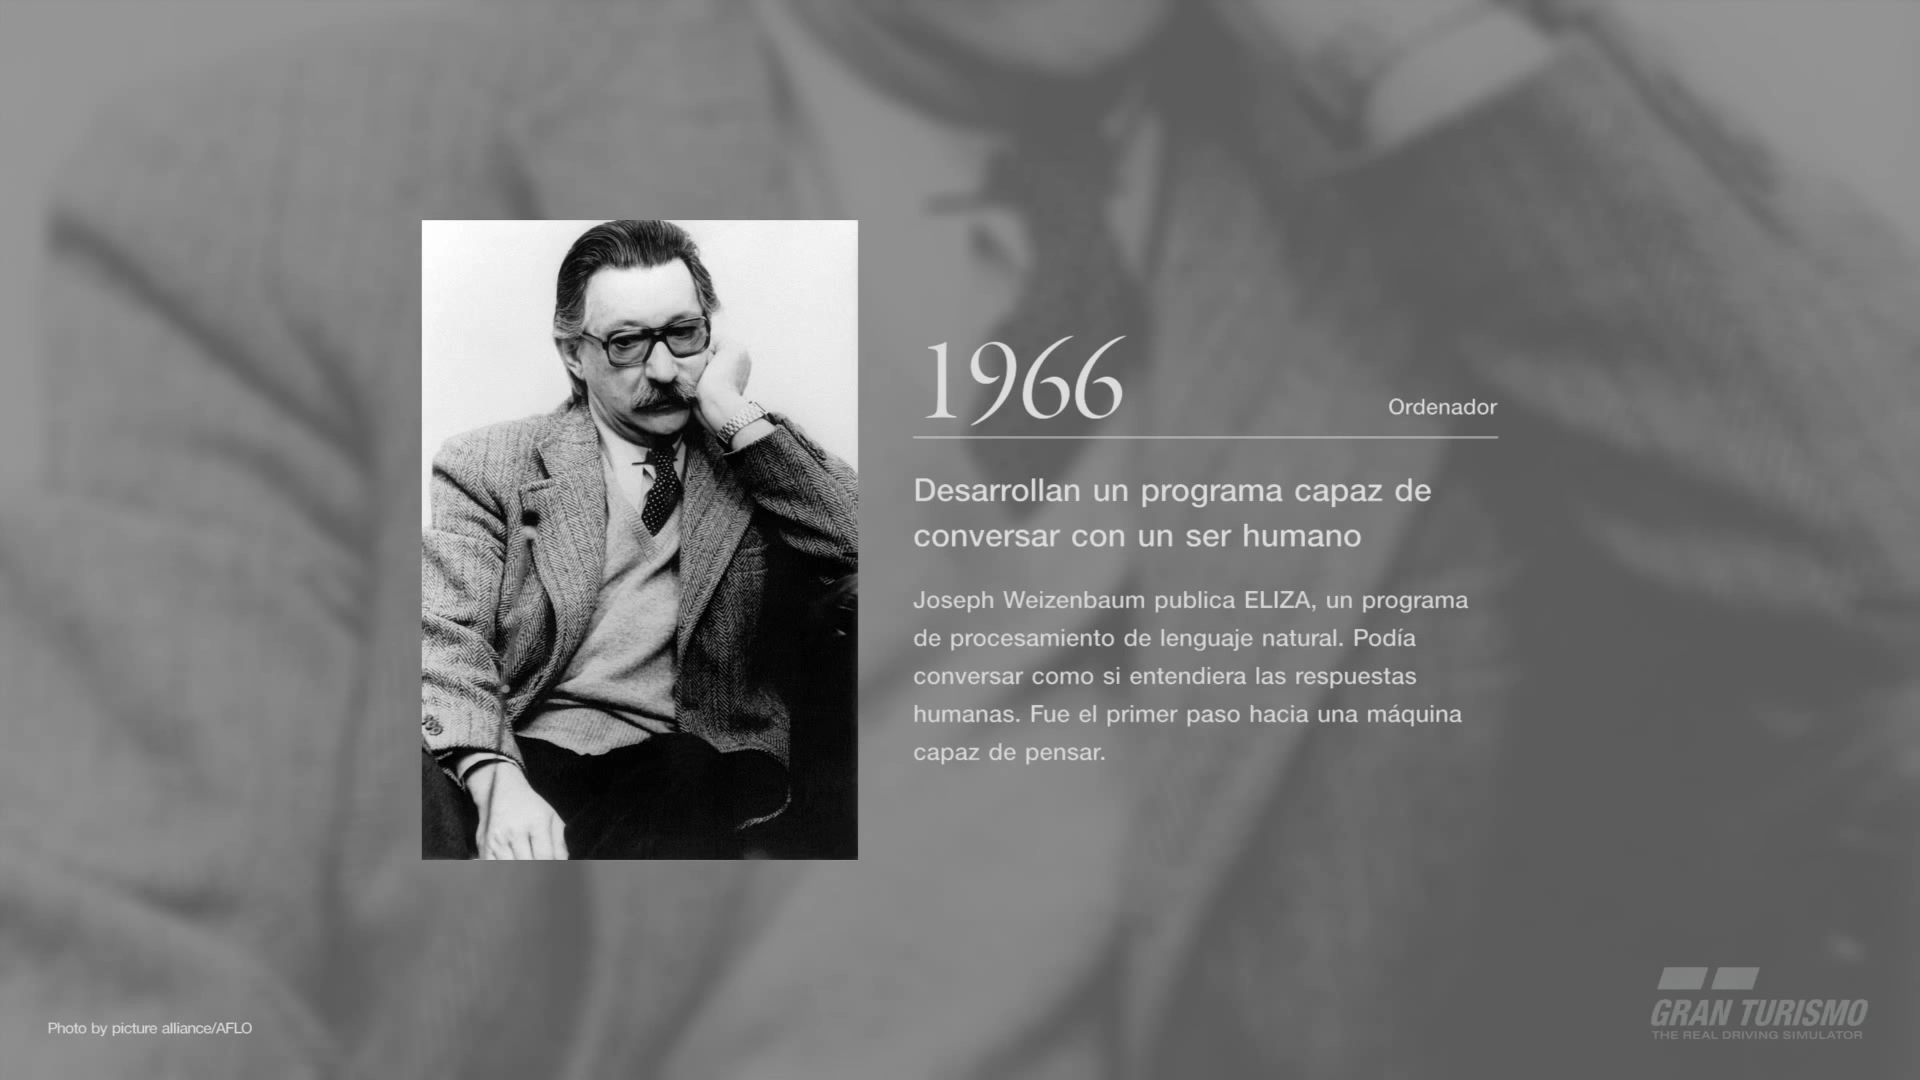 1966
Ordenador
Desarrollan un programa capaz de
conversar con un ser humano
Joseph Weizenbaum publica ELIZA, un programa
de procesamiento de lenguaje natural. Podía
conversar como si entendiera las respuestas
humanas. Fue el primer paso hacia una máquina
capaz de pensar.
Photo by picture alliance/AFLO
GRAN TURISMO
THE REAL DRIVING SIMULATOR